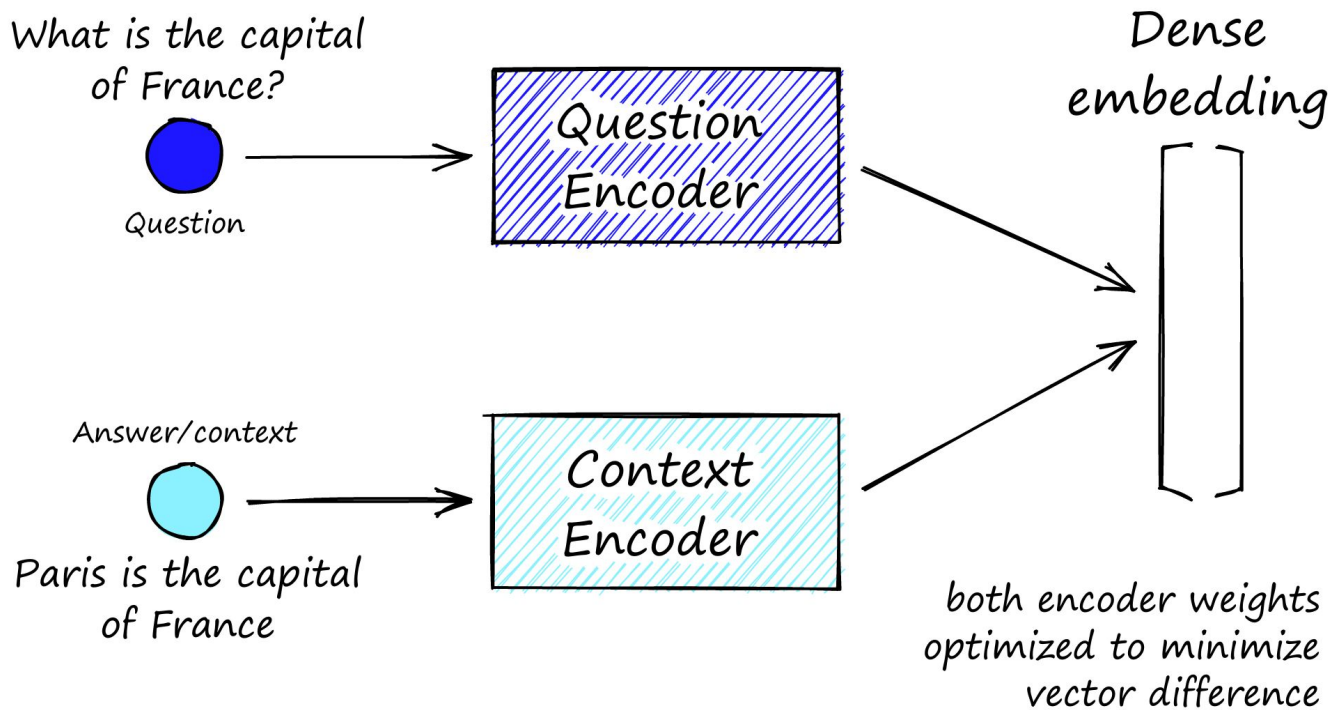 What is the capital
of France?
Question
Question
Encoder
Dense
embedding
Answer/context
Paris is the capital
of France
Context
Encoder
both encoder weights
optimized to minimize
vector difference